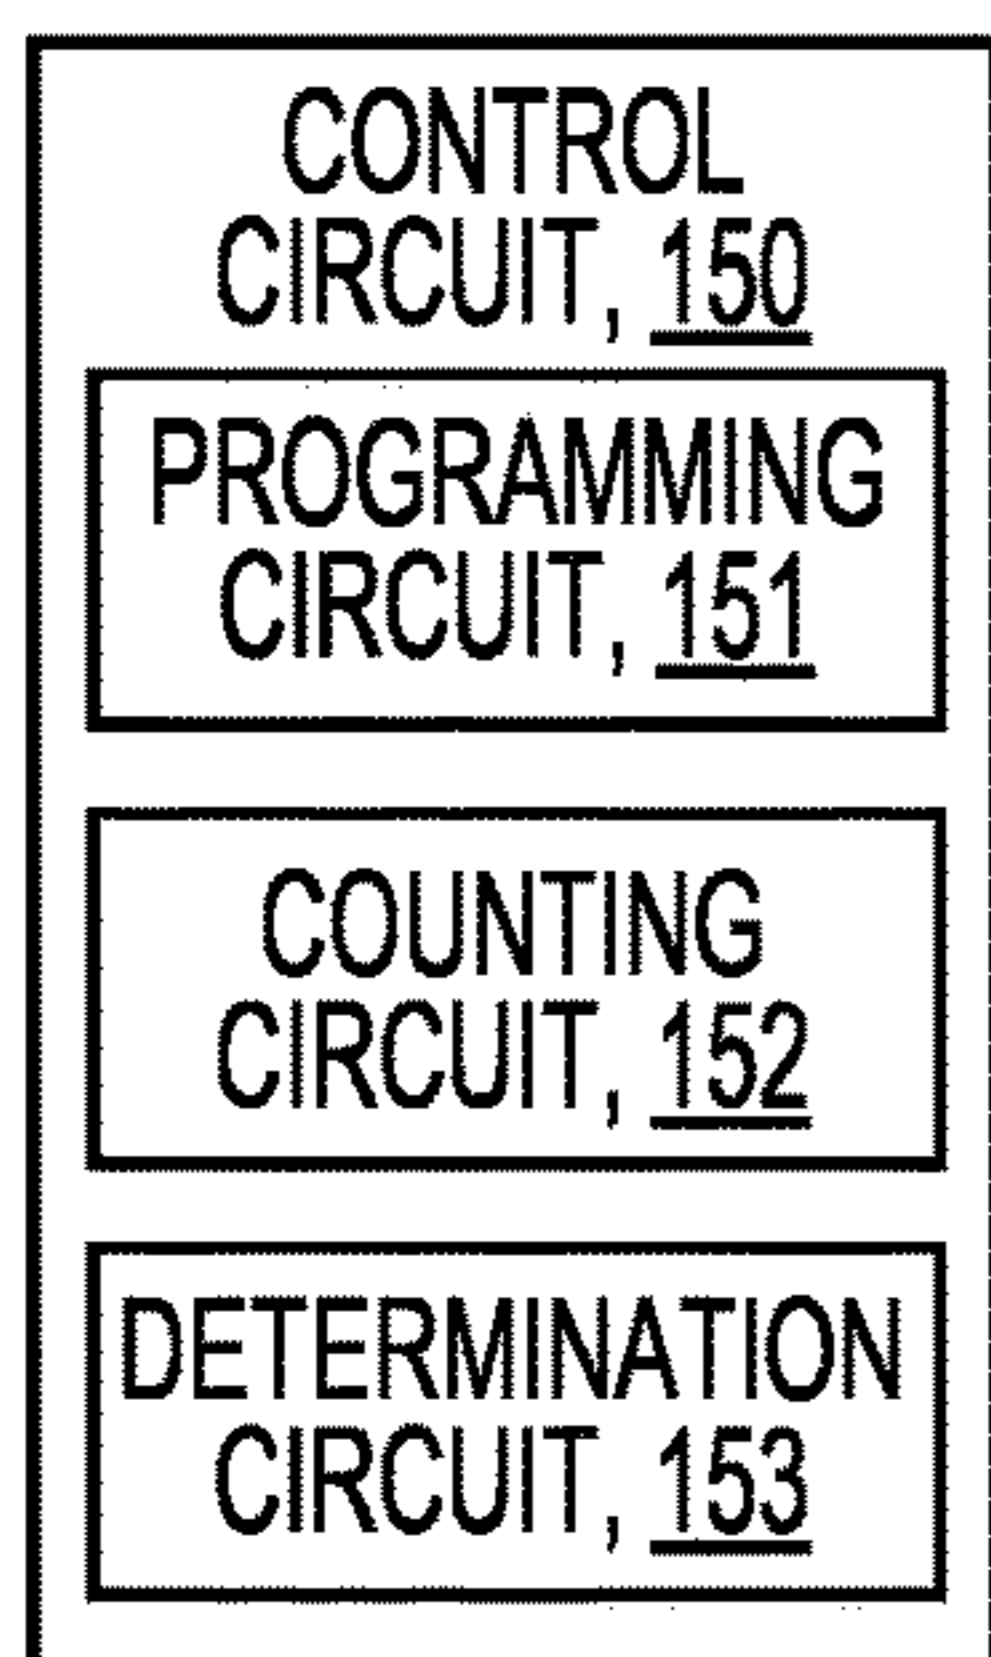 CONTROL
CIRCUIT, 150
PROGRAMMING
CIRCUIT, 151
COUNTING
CIRCUIT, 152
DETERMINATION
CIRCUIT, 153